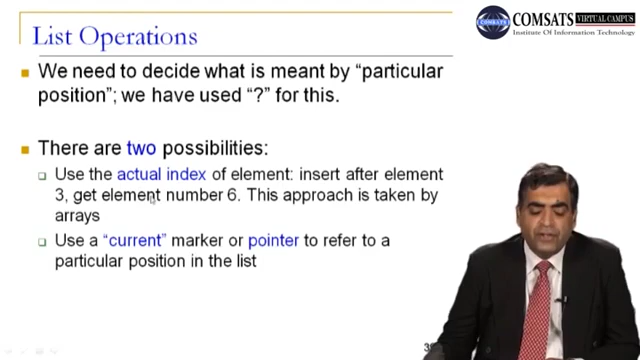 COMSATS
COMSATS VIRTUAL CAMPUS
Institute Of Information Technology
List Operations
We need to decide what is meant by “particular
position”; we have used “?” for this.
There are two possibilities:
Use the actual index of element: insert after element
3, get element number 6. This approach is taken by
arrays
Use a “current” marker or pointer to refer to a
particular position in the list